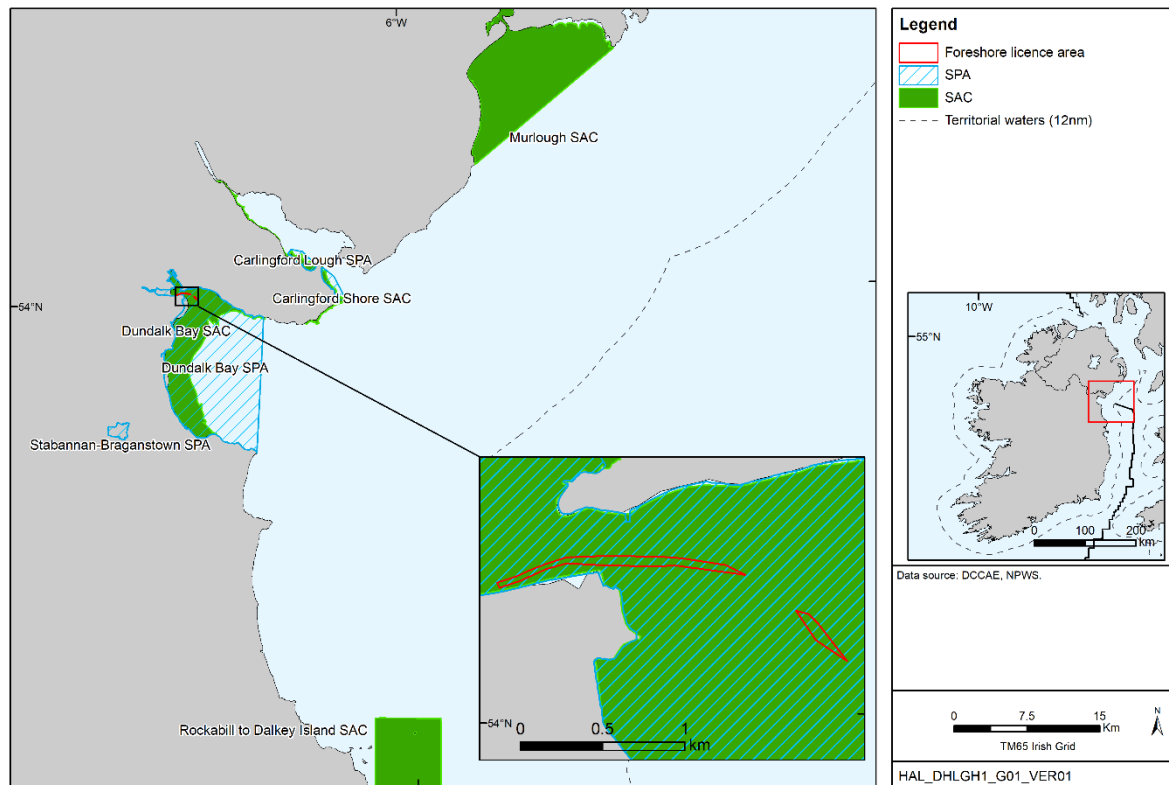 6°W
Murlough SAC
Carlingford Lough SPA
Carlingford Shore SAC
54°N
Dundalk Bay SAC
Dundalk Bay SPA
Stabannan-Braganstown SPA
Rockabill to Dalkey Island SAC
54°N
0 0.5 1
km
Legend
Foreshore licence area
SPA
SAC
Territorial waters (12nm)
10°W
55°N
0 100 200
km
Data source: DCCAE, NPWS.
0 7.5 15
Km
N
TM65 Irish Grid
HAL_DHLGH1_G01_VER01